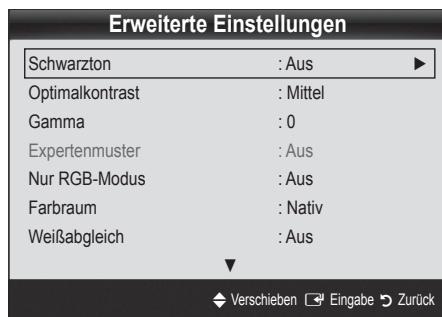 Erweiterte Einstellungen
Schwarzton : Aus ►
Optimalkontrast : Mittel
Gamma : 0
Expertenmuster : Aus
Nur RGB-Modus : Aus
Farbraum : Nativ
Weißabgleich : Aus
▼
Verschieben Eingabe Zurück